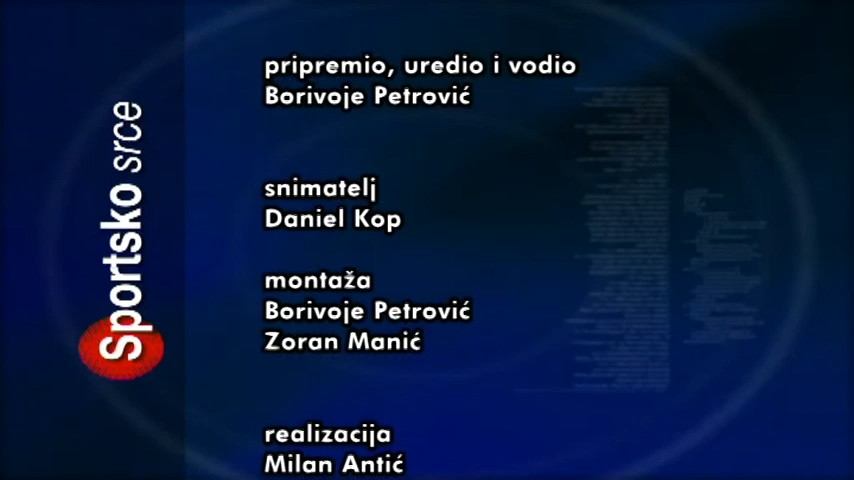 Sportsko srce
pripremio, uredio i vodio
Borivoje Petrović
snimatelj
Daniel Kop
montaža
Borivoje Petrović
Zoran Manić
realizacija
Milan Antić